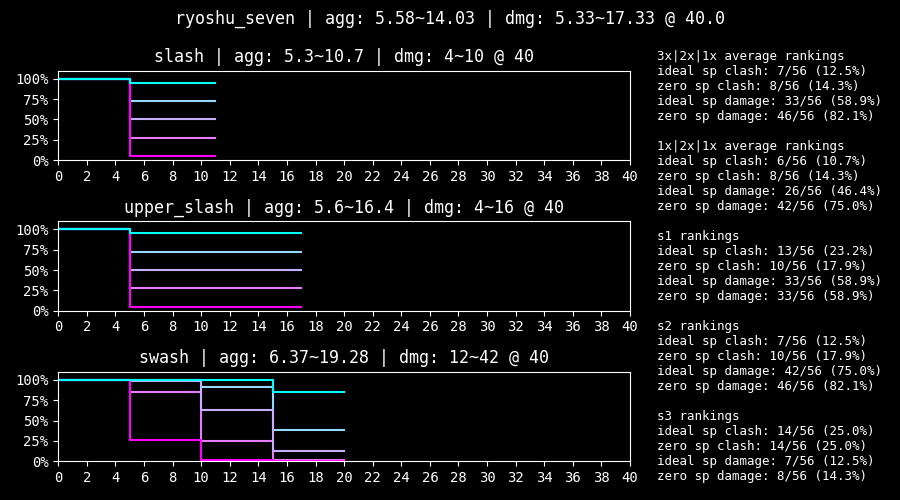 ryoshu_seven | agg: 5.58~14.03 | dmg: 5.33~17.33 @ 40.0
slash | agg: 5.3~10.7 | dmg: 4~10 @ 40
100%
75%
50%
25%
0%
0 2 4 6 8 10 12 14 16 18 20 22 24 26 28 30 32 34 36 38 40
upper_slash | agg: 5.6~16.4 | dmg: 4~16 @ 40
100%
75%
50%
25%
0%
0 2 4 6 8 10 12 14 16 18 20 22 24 26 28 30 32 34 36 38 40
swash | agg: 6.37~19.28 | dmg: 12~42 @ 40
100%
75%
50%
25%
0%
0 2 4 6 8 10 12 14 16 18 20 22 24 26 28 30 32 34 36 38 40
3x|2x|1x average rankings
ideal sp clash: 7/56 (12.5%)
zero sp clash: 8/56 (14.3%)
ideal sp damage: 33/56 (58.9%)
zero sp damage: 46/56 (82.1%)
1x|2x|1x average rankings
ideal sp clash: 6/56 (10.7%)
zero sp clash: 8/56 (14.3%)
ideal sp damage: 26/56 (46.4%)
zero sp damage: 42/56 (75.0%)
s1 rankings
ideal sp clash: 13/56 (23.2%)
zero sp clash: 10/56 (17.9%)
ideal sp damage: 33/56 (58.9%)
zero sp damage: 33/56 (58.9%)
s2 rankings
ideal sp clash: 7/56 (12.5%)
zero sp clash: 10/56 (17.9%)
ideal sp damage: 42/56 (75.0%)
zero sp damage: 46/56 (82.1%)
s3 rankings
ideal sp clash: 14/56 (25.0%)
zero sp clash: 14/56 (25.0%)
ideal sp damage: 7/56 (12.5%)
zero sp damage: 8/56 (14.3%)